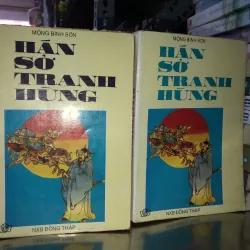 MỘNG BÌNH SƠN
HÁN
SỞ
TRANH
HÙNG
NXB ĐỒNG THÁP
MỘNG BÌNH SƠN
HÁN
SỞ
TRANH
HÙNG
NXB ĐỒNG THÁP